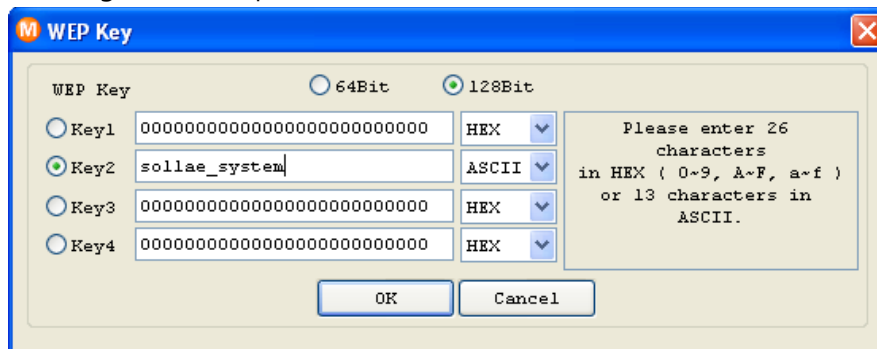 WEP Key
WEP Key 64Bit 128Bit
Key1 00000000000000000000000000 HEX
Key2 sollae_system ASCII
Key3 00000000000000000000000000 HEX
Key4 00000000000000000000000000 HEX
Please enter 26
characters
in HEX ( 0~9, A~F, a~f )
or 13 characters in
ASCII.
OK Cancel